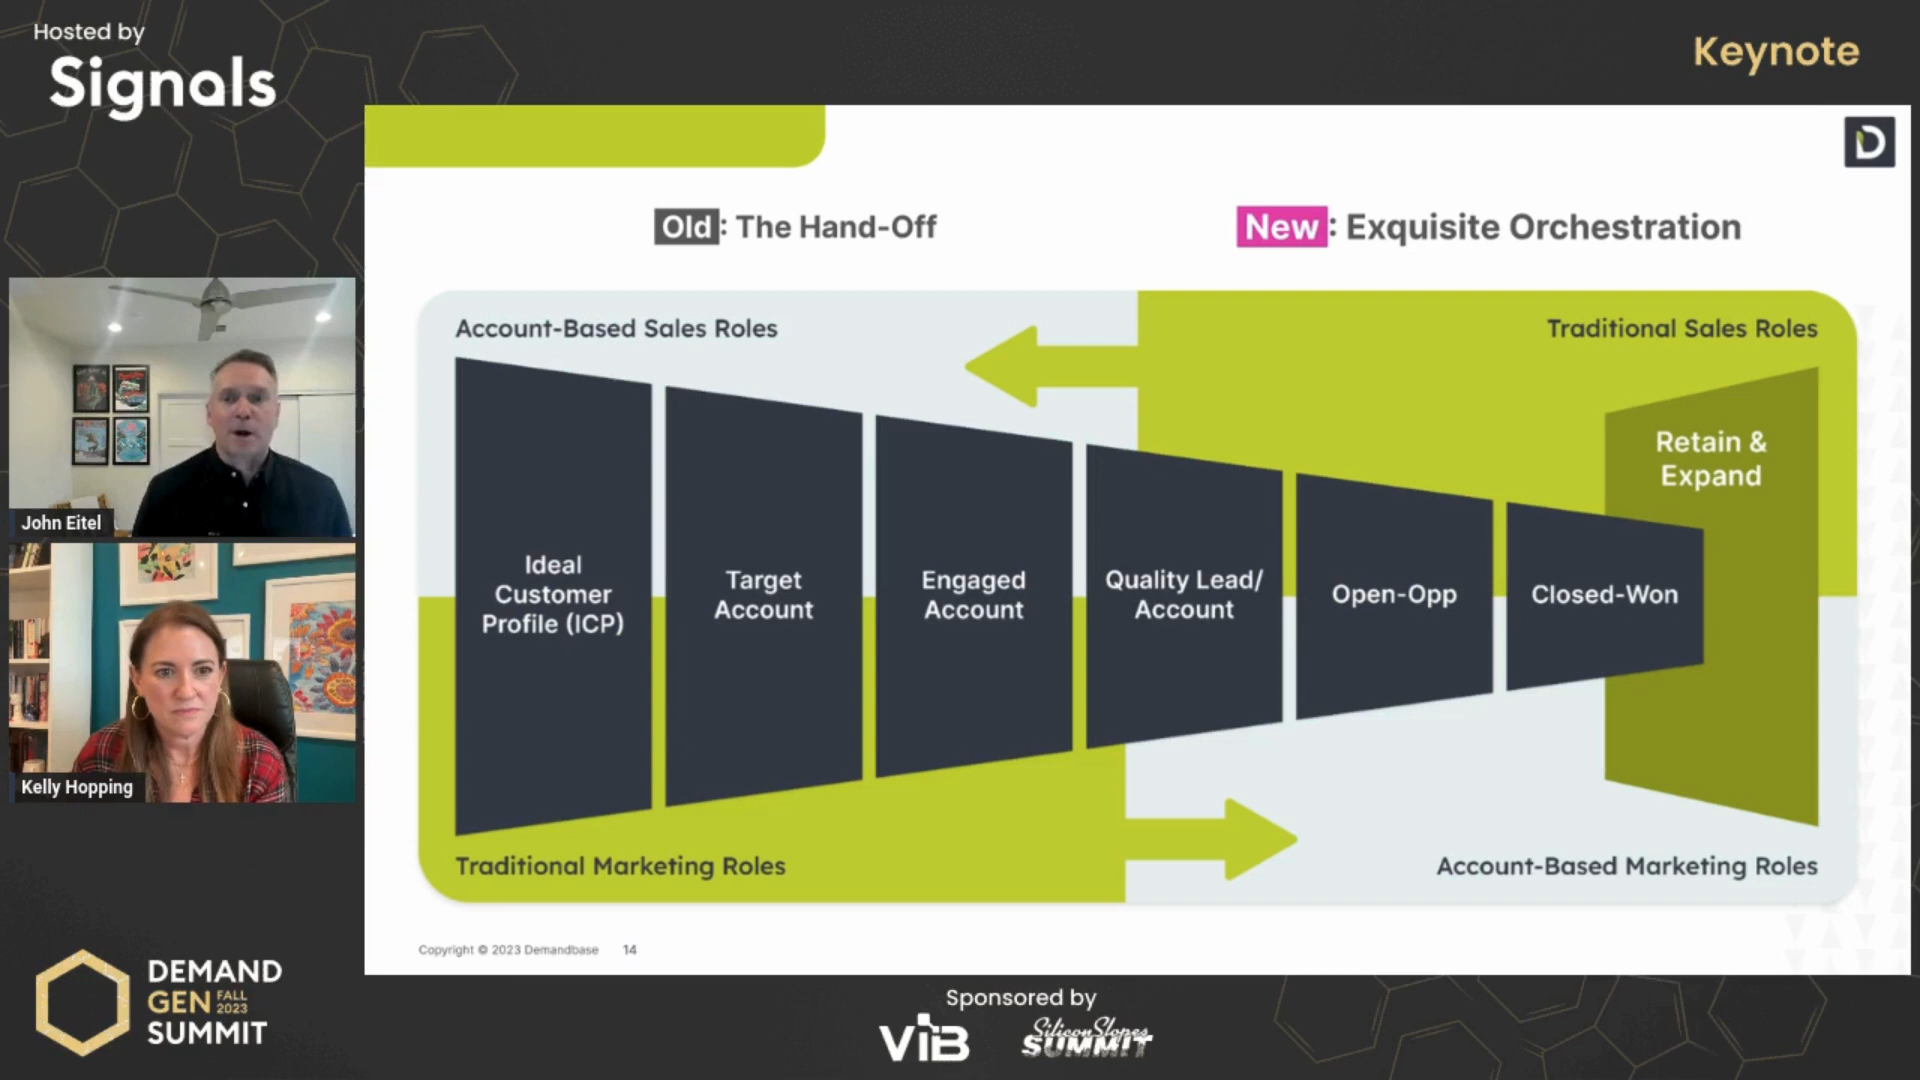 Hosted by
Signals
Keynote
D
Old: The Hand-Off
New: Exquisite Orchestration
Account-Based Sales Roles
Traditional Sales Roles
Retain &
Expand
Ideal
Customer
Profile (ICP)
Target
Account
Engaged
Account
Quality Lead/
Account
Open-Opp
Closed-Won
Traditional Marketing Roles
Account-Based Marketing Roles
Copyright © 2023 Demandbase 14
John Eitel
Kelly Hopping
DEMAND
GEN FALL 2023
SUMMIT
Sponsored by
ViB
SiliconSlopes
SUMMIT